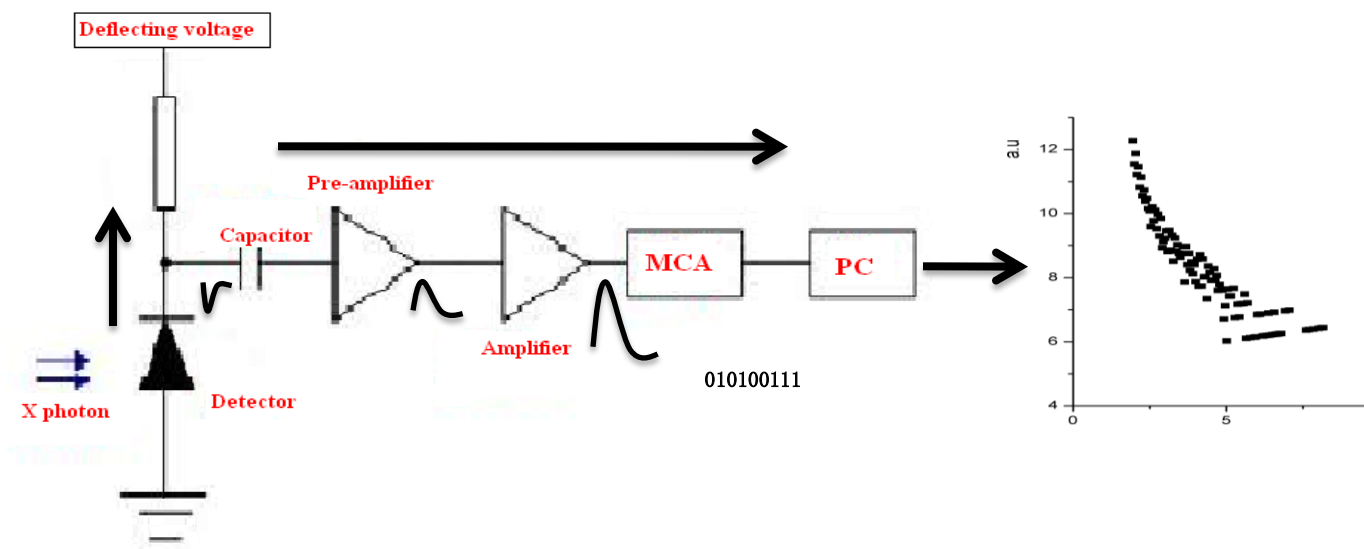 Deflecting voltage
Pre-amplifier
Capacitor
MCA
PC
Amplifier
010100111
X photon
Detector
a.u
12
10
8
6
4
0
5